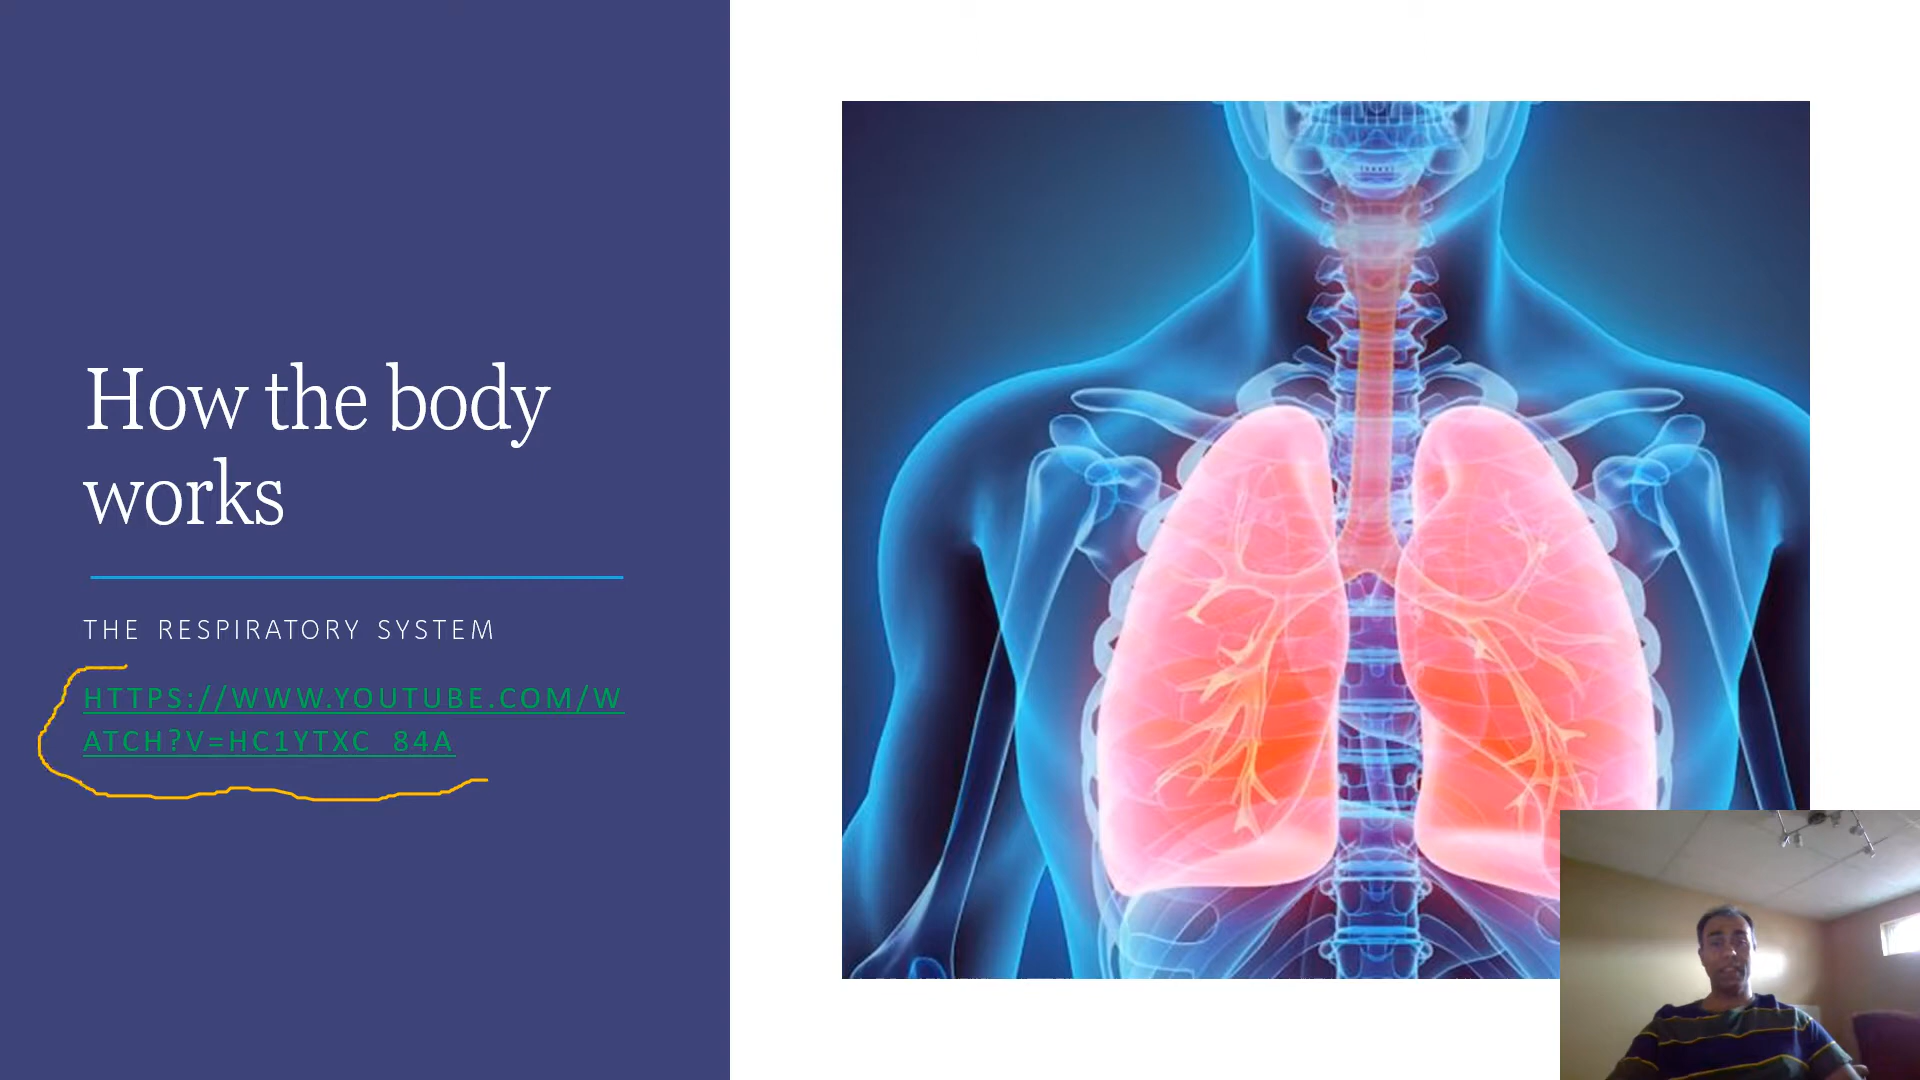 How the body
works
THE RESPIRATORY SYSTEM
HTTPS://WWW.YOUTUBE.COM/W
ATCH?V=HC1YTXC_84A